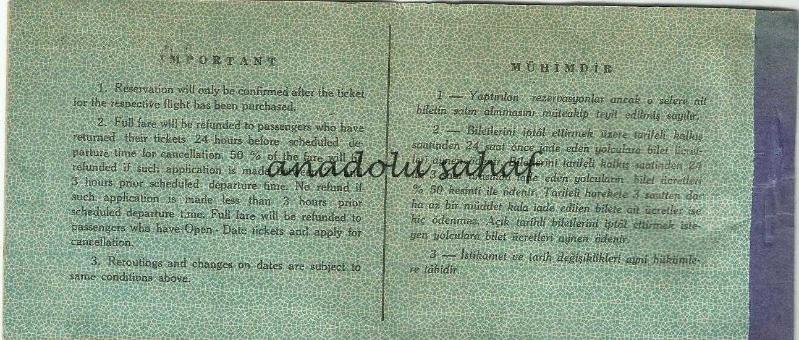 IMPORTANT
1. Reservation will only be confirmed after the ticket
for the respective flight has been purchased.
2. Full fare will be refunded to passengers who have
returned their tickets 24 hours before scheduled de-
parture time for cancellation, 50 % of the fare will be
refunded if such application is made
3 hours prior scheduled departure time. No refund if
such application is made less than 3 hours prior
scheduled departure time. Full fare will be refunded to
passengers who have Open - Date tickets and apply for
cancellation.
3. Reroutings and changes on dates are subject to
same conditions above.
MÜHİMDİR
1 — Yaptırılan rezervasyonlar ancak o sefere ait
biletin satın alınmasını müteakip teyit edilmiş sayılır.
2 — Biletlerini iptâl ettirmek üzere tarifeli kalkış
saatinden 24 saat önce iade eden yolculara bilet ücreti
biletlerini tarifeli kalkış saatinden 24
eden yolcuların bilet ücretleri
% 50 kesinti ile ödenir. Tarifeli harekete 3 saatten da-
ha az bir müddet kala iade edilen bilete ait ücretler ise
hiç ödenmez. Açık tarihli biletlerini iptâl ettirmek iste-
yen yolculara bilet ücretleri aynen ödenir.
3 — İstikamet ve tarih değişiklikleri aynı hükümle-
re tâbidir.
anadolu sahaf